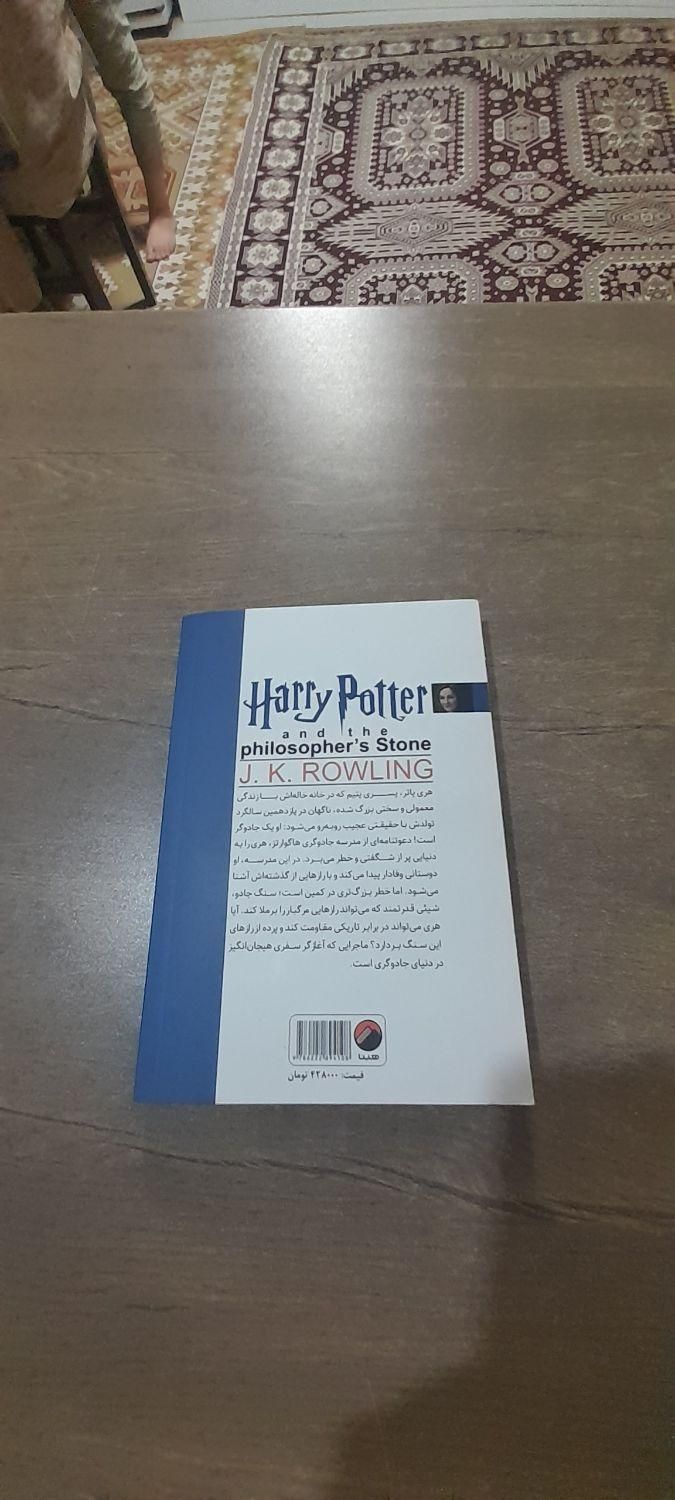 Harry Potter
and the
philosopher's Stone
J. K. ROWLING
هری پاتر، پسری یتیم که در خانه خاله‌اش با زندگی
معمولی و سختی بزرگ شده، ناگهان در یازدهمین سالگرد
تولدش با حقیقتی عجیب روبه‌رو می‌شود: او یک جادوگر
است! دعوتنامه‌ای از مدرسه جادوگری هاگوارتز، هری را به
دنیایی پر از شگفتی و خطر می‌برد. در این مدرسه، او
دوستانی وفادار پیدا می‌کند و با رازهایی از گذشته‌اش آشنا
می‌شود. اما خطر بزرگ‌تری در کمین است؛ سنگ جادو،
شیئی قدرتمند که می‌تواند رازهایی مرگبار را برملا کند. آیا
هری می‌تواند در برابر تاریکی مقاومت کند و پرده از رازهای
این سنگ بردارد؟ ماجرایی که آغازگر سفری هیجان‌انگیز
در دنیای جادوگری است.
قیمت: ۴۲۸۰۰۰ تومان